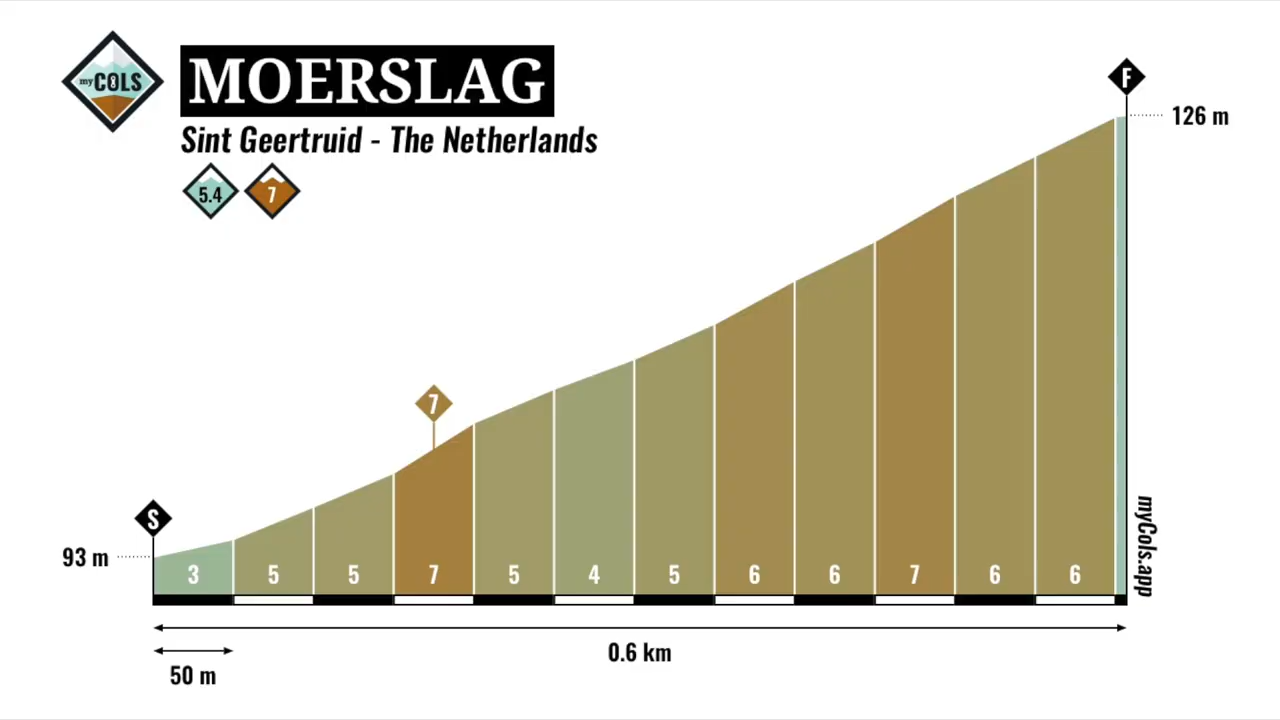 myCOLS
MOERSLAG
Sint Geertruid - The Netherlands
5.4 7
F
126 m
7
S
93 m
3 5 5 7 5 4 5 6 6 7 6 6
myCols.app
0.6 km
50 m